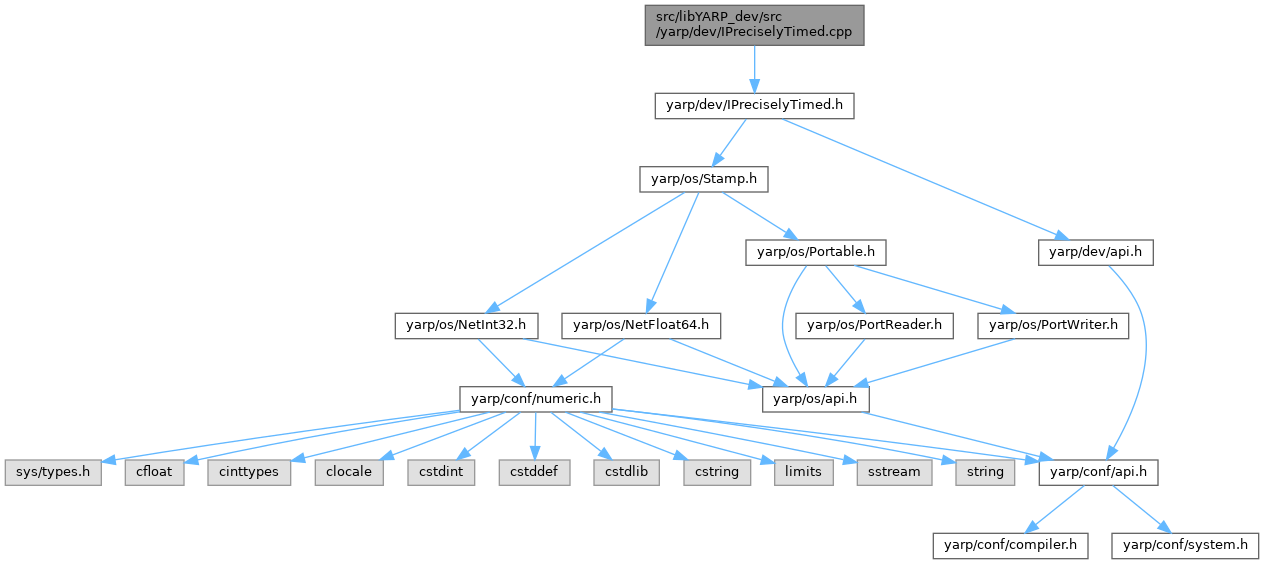 src/libYARP_dev/src
/yarp/dev/IPreciselyTimed.cpp
yarp/dev/IPreciselyTimed.h
yarp/os/Stamp.h
yarp/os/Portable.h
yarp/dev/api.h
yarp/os/NetInt32.h
yarp/os/NetFloat64.h
yarp/os/PortReader.h
yarp/os/PortWriter.h
yarp/conf/numeric.h
yarp/os/api.h
sys/types.h
cfloat
cinttypes
clocale
cstdint
cstddef
cstdlib
cstring
limits
sstream
string
yarp/conf/api.h
yarp/conf/compiler.h
yarp/conf/system.h